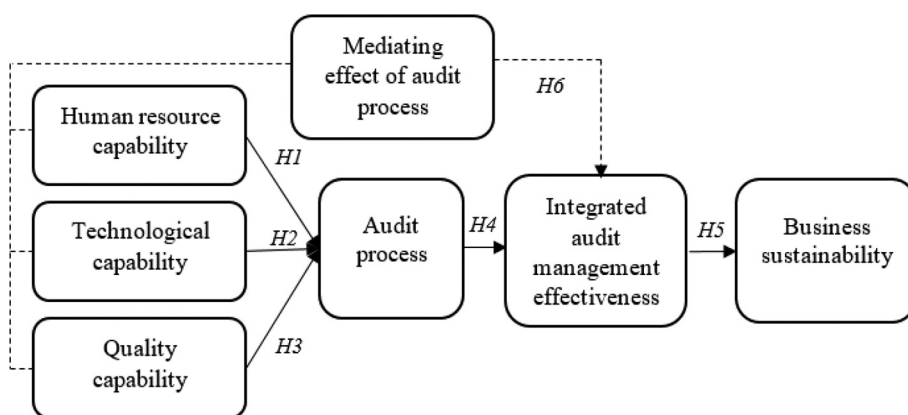 Mediating
effect of audit
process
H6
Human resource
capability
H1
Technological
capability
H2
Quality
capability
H3
Audit
process
H4
Integrated
audit
management
effectiveness
H5
Business
sustainability